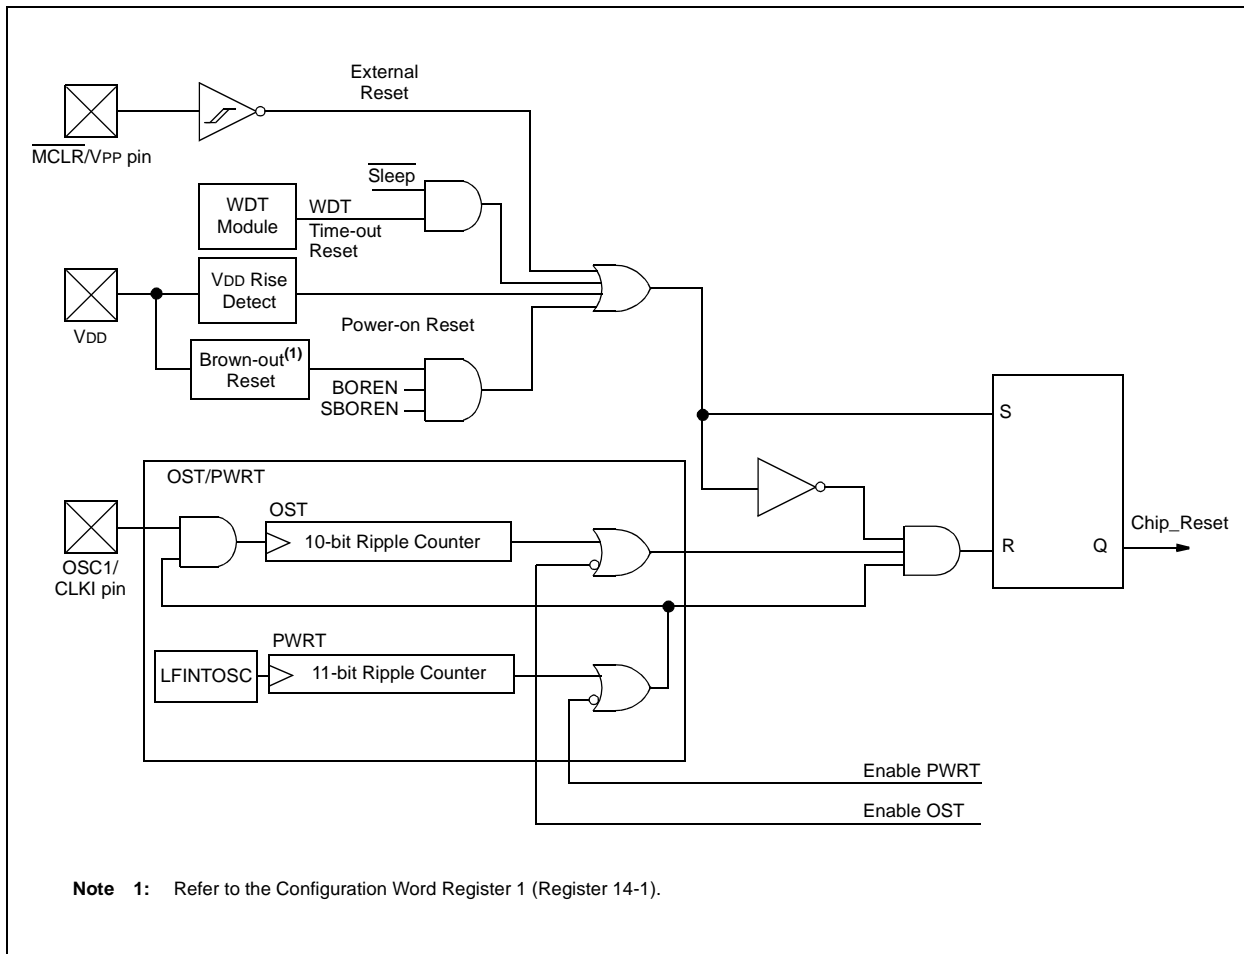 External
Reset
MCLR/VPP pin
Sleep
WDT
Module
WDT
Time-out
Reset
VDD
VDD Rise
Detect
Power-on Reset
Brown-out(1)
Reset
BOREN
SBOREN
S
R
Q
Chip_Reset
OST/PWRT
OSC1/
CLKI pin
OST
10-bit Ripple Counter
PWRT
LFINTOSC
11-bit Ripple Counter
Enable PWRT
Enable OST
Note 1: Refer to the Configuration Word Register 1 (Register 14-1).